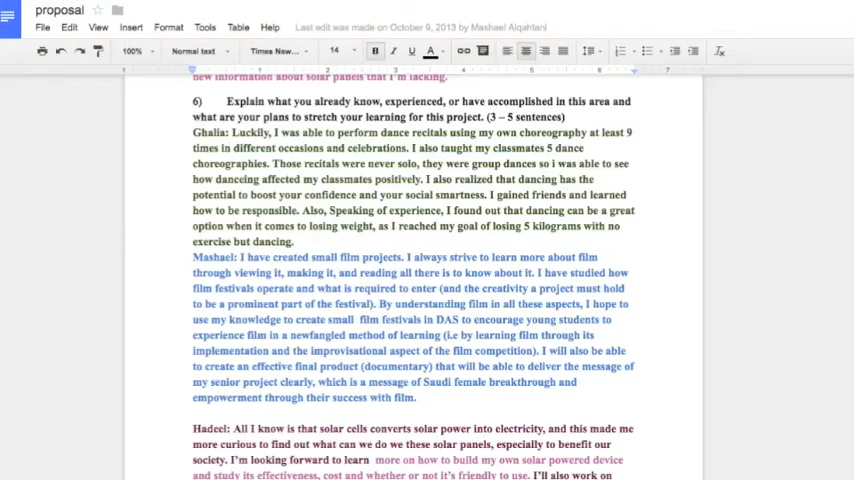 proposal
File Edit View Insert Format Tools Table Help Last edit was made on October 9, 2013 by Mashael Alqahtani
100% Normal text Times New... 14 B I U A
1 1 2 3 4 5 6 7
new information about solar panels that I'm lacking.
6) Explain what you already know, experienced, or have accomplished in this area and
what are your plans to stretch your learning for this project. (3 – 5 sentences)
Ghalia: Luckily, I was able to perform dance recitals using my own choreography at least 9
times in different occasions and celebrations. I also taught my classmates 5 dance
choreographies. Those recitals were never solo, they were group dances so i was able to see
how danceing affected my classmates positively. I also realized that dancing has the
potential to boost your confidence and your social smartness. I gained friends and learned
how to be responsible. Also, Speaking of experience, I found out that dancing can be a great
option when it comes to losing weight, as I reached my goal of losing 5 kilograms with no
exercise but dancing.
Mashael: I have created small film projects. I always strive to learn more about film
through viewing it, making it, and reading all there is to know about it. I have studied how
film festivals operate and what is required to enter (and the creativity a project must hold
to be a prominent part of the festival). By understanding film in all these aspects, I hope to
use my knowledge to create small film festivals in DAS to encourage young students to
experience film in a newfangled method of learning (i.e by learning film through its
implementation and the improvisational aspect of the film competition). I will also be able
to create an effective final product (documentary) that will be able to deliver the message of
my senior project clearly, which is a message of Saudi female breakthrough and
empowerment through their success with film.
Hadeel: All I know is that solar cells converts solar power into electricity, and this made me
more curious to find out what can we do we these solar panels, especially to benefit our
society. I'm looking forward to learn more on how to build my own solar powered device
and study its effectiveness, cost and whether or not it's friendly to use. I'll also work on